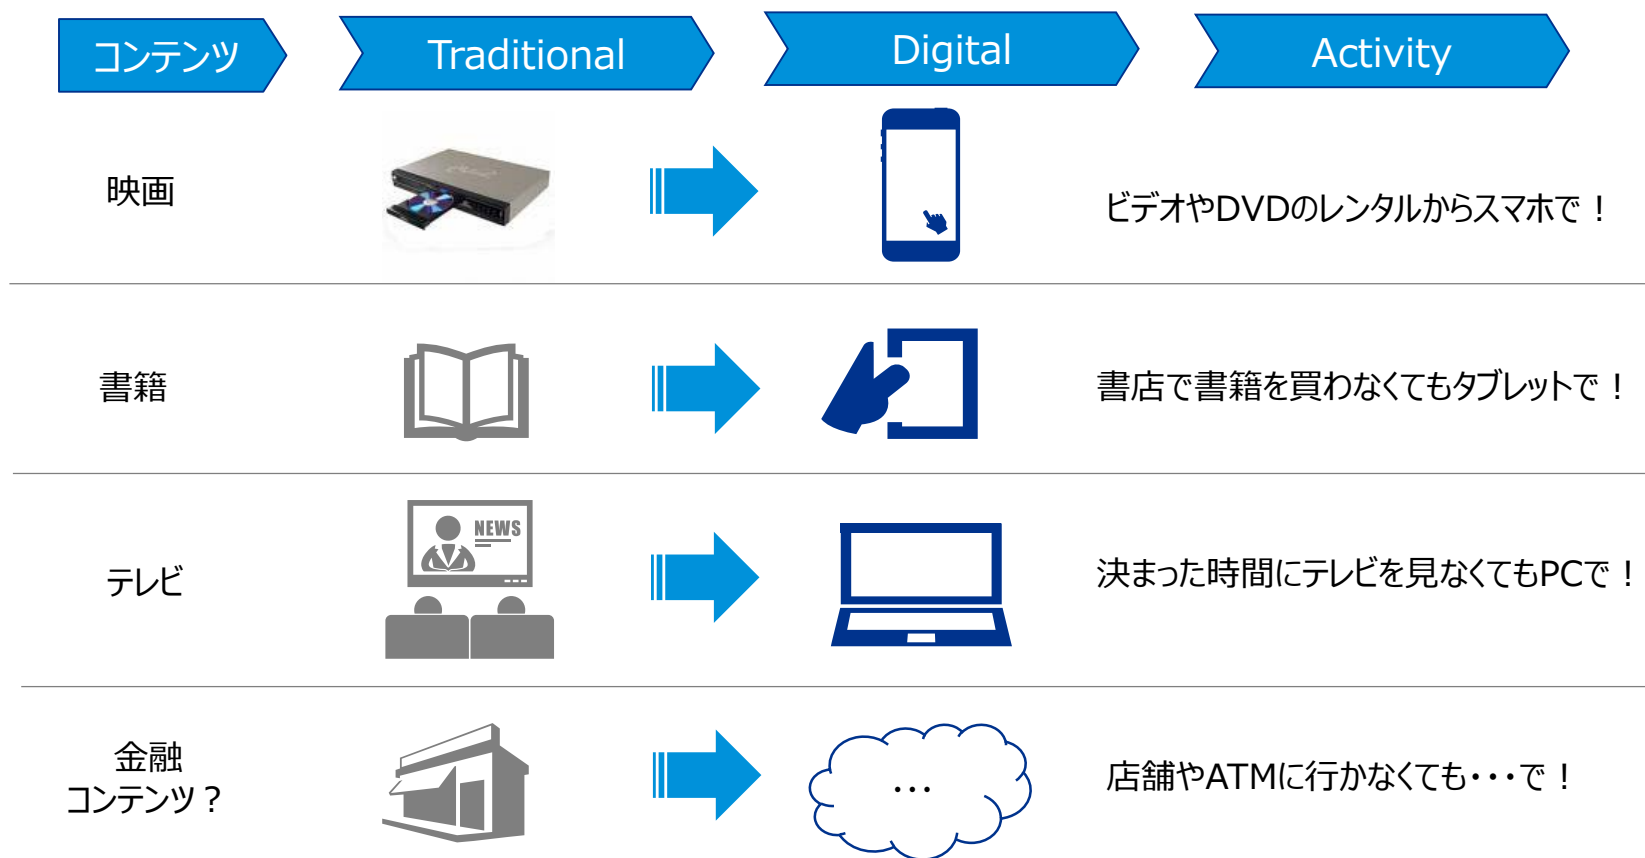 コンテンツ
Traditional
Digital
Activity
映画
ビデオやDVDのレンタルからスマホで！
書籍
書店で書籍を買わなくてもタブレットで！
NEWS
テレビ
決まった時間にテレビを見なくてもPCで！
金融
コンテンツ？
...
店舗やATMに行かなくても・・・で！